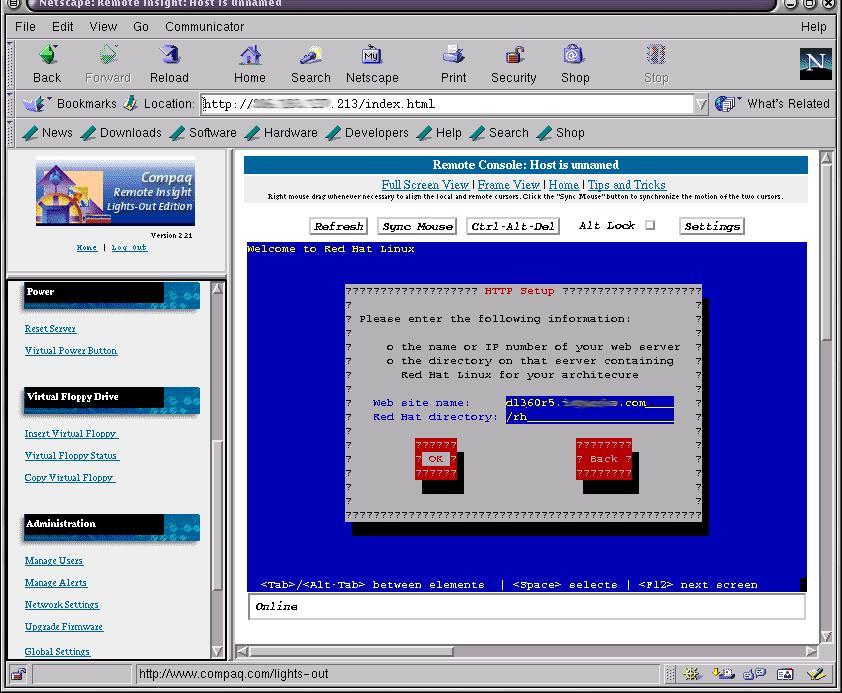 Netscape: Remote Insight: Host is unnamed
File Edit View Go Communicator Help
Back Forward Reload Home Search Netscape Print Security Shop Stop
My
N
Bookmarks Location: http:// .213/index.html What's Related
News Downloads Software Hardware Developers Help Search Shop
Compaq
Remote Insight
Lights-Out Edition
Version 2.21
Home | Log out
Power
Reset Server
Virtual Power Button
Virtual Floppy Drive
Insert Virtual Floppy
Virtual Floppy Status
Copy Virtual Floppy
Administration
Manage Users
Manage Alerts
Network Settings
Upgrade Firmware
Global Settings
Remote Console: Host is unnamed
Full Screen View | Frame View | Home | Tips and Tricks
Right mouse drag whenever necessary to align the local and remote cursors. Click the "Sync Mouse" button to synchronize the motion of the two cursors.
Refresh Sync Mouse Ctrl-Alt-Del Alt Lock Settings
Welcome to Red Hat Linux
??????????????????? HTTP Setup ????????????????????
? ?
? Please enter the following information: ?
? ?
? o the name or IP number of your web server ?
? o the directory on that server containing ?
? Red Hat Linux for your architecure ?
? ?
? Web site name: dl360r5. .com____ ?
? Red Hat directory: /rh_____________________ ?
? ?
? ?????? ???????? ?
? ? OK ? ? Back ? ?
? ?????? ???????? ?
? ?
? ?
???????????????????????????????????????????????????
<Tab>/<Alt-Tab> between elements | <Space> selects | <F12> next screen
Online
http://www.compaq.com/lights-out